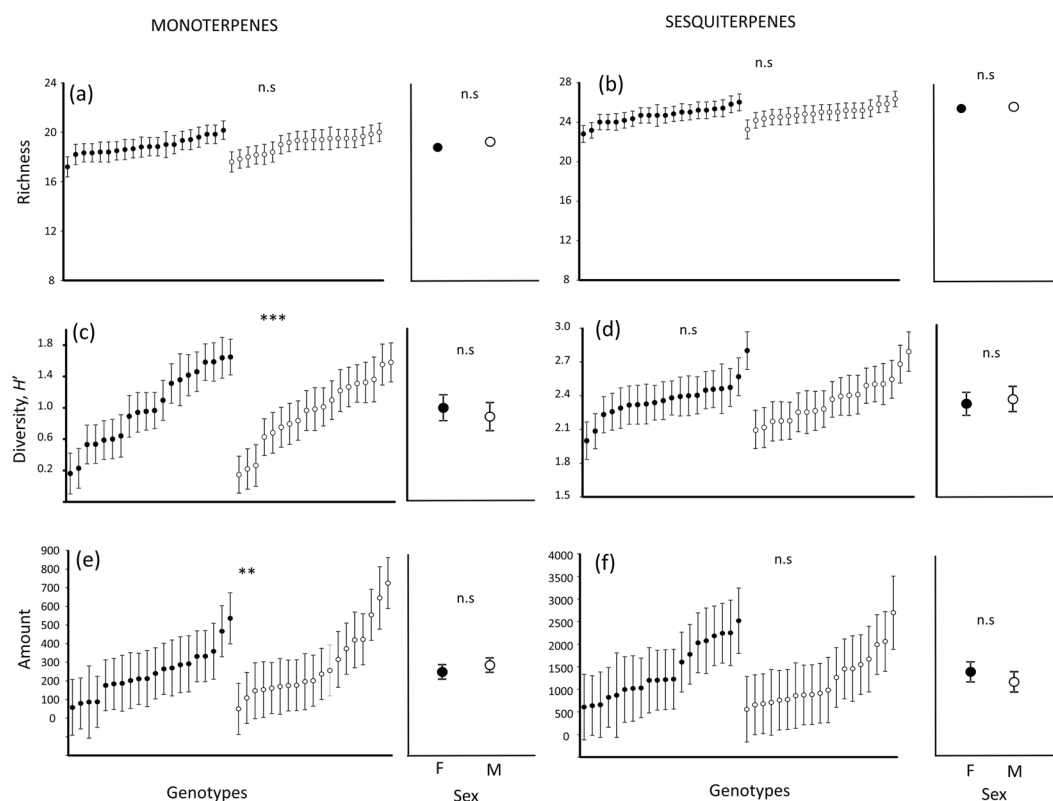 MONOTERPENES
SESQUITERPENES
(a)
n.s
n.s
24
20
16
12
8
Richness
(b)
n.s
n.s
28
24
20
16
12
8
(c)
***
n.s
1.8
1.4
1.0
0.6
0.2
Diversity, H'
(d)
n.s
n.s
3.0
2.7
2.4
2.1
1.8
1.5
(e)
**
n.s
900
800
700
600
500
400
300
200
100
0
Amount
(f)
n.s
n.s
4000
3500
3000
2500
2000
1500
1000
500
0
F M
F M
Genotypes
Sex
Genotypes
Sex